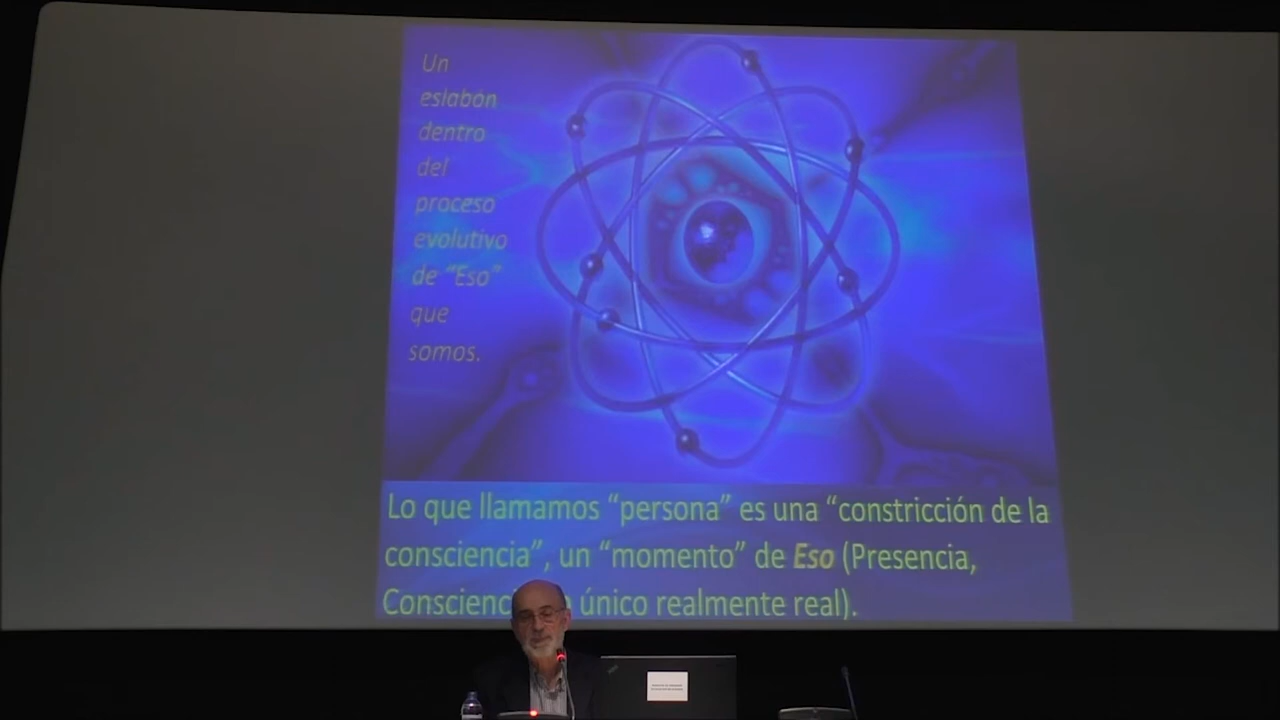 Un
eslabón
dentro
del
proceso
evolutivo
de “Eso”
que
somos.
Lo que llamamos “persona” es una “constricción de la
consciencia”, un “momento” de Eso (Presencia,
único realmente real).